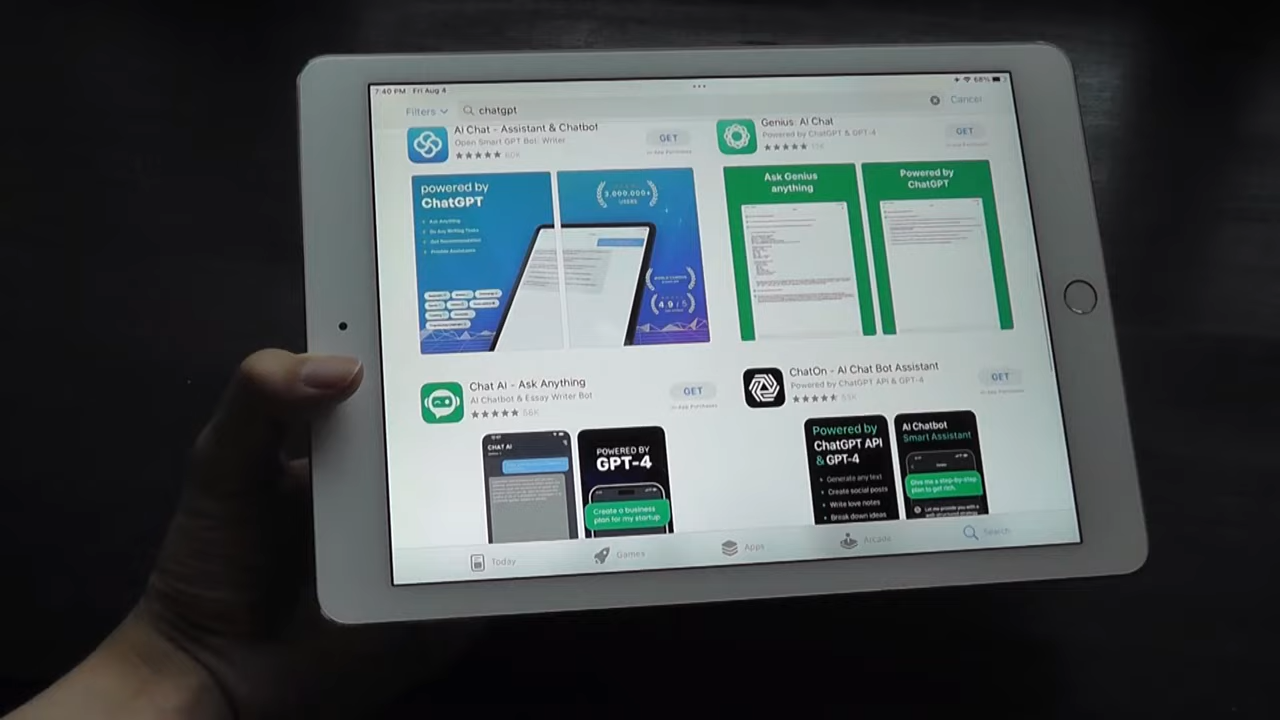 7:40 PM Fri Aug 4
68%
Filters
chatgpt
Cancel
AI Chat - Assistant & Chatbot
Open Smart GPT Bot: Writer
60K
GET
In-App Purchases
Genius: AI Chat
Powered by ChatGPT & GPT-4
GET
In-App Purchases
powered by
ChatGPT
Ask Anything
Do Any Writing Tasks
Get Recommendation
Private Assistants
3.000.000+
USERS
4.9 / 5
Ask Genius
anything
Powered by
ChatGPT
Chat AI - Ask Anything
AI Chatbot & Essay Writer Bot
56K
GET
In-App Purchases
ChatOn - AI Chat Bot Assistant
Powered by ChatGPT API & GPT-4
GET
In-App Purchases
CHAT AI
POWERED BY
GPT-4
Create a business
plan for my startup
Powered by
ChatGPT API
& GPT-4
Generate any text
Create social posts
Write love notes
Break down ideas
AI Chatbot
Smart Assistant
Give me a step-by-step
plan to get rich.
Let me provide you with a
well structured strategy
Today
Games
Apps
Arcade
Search